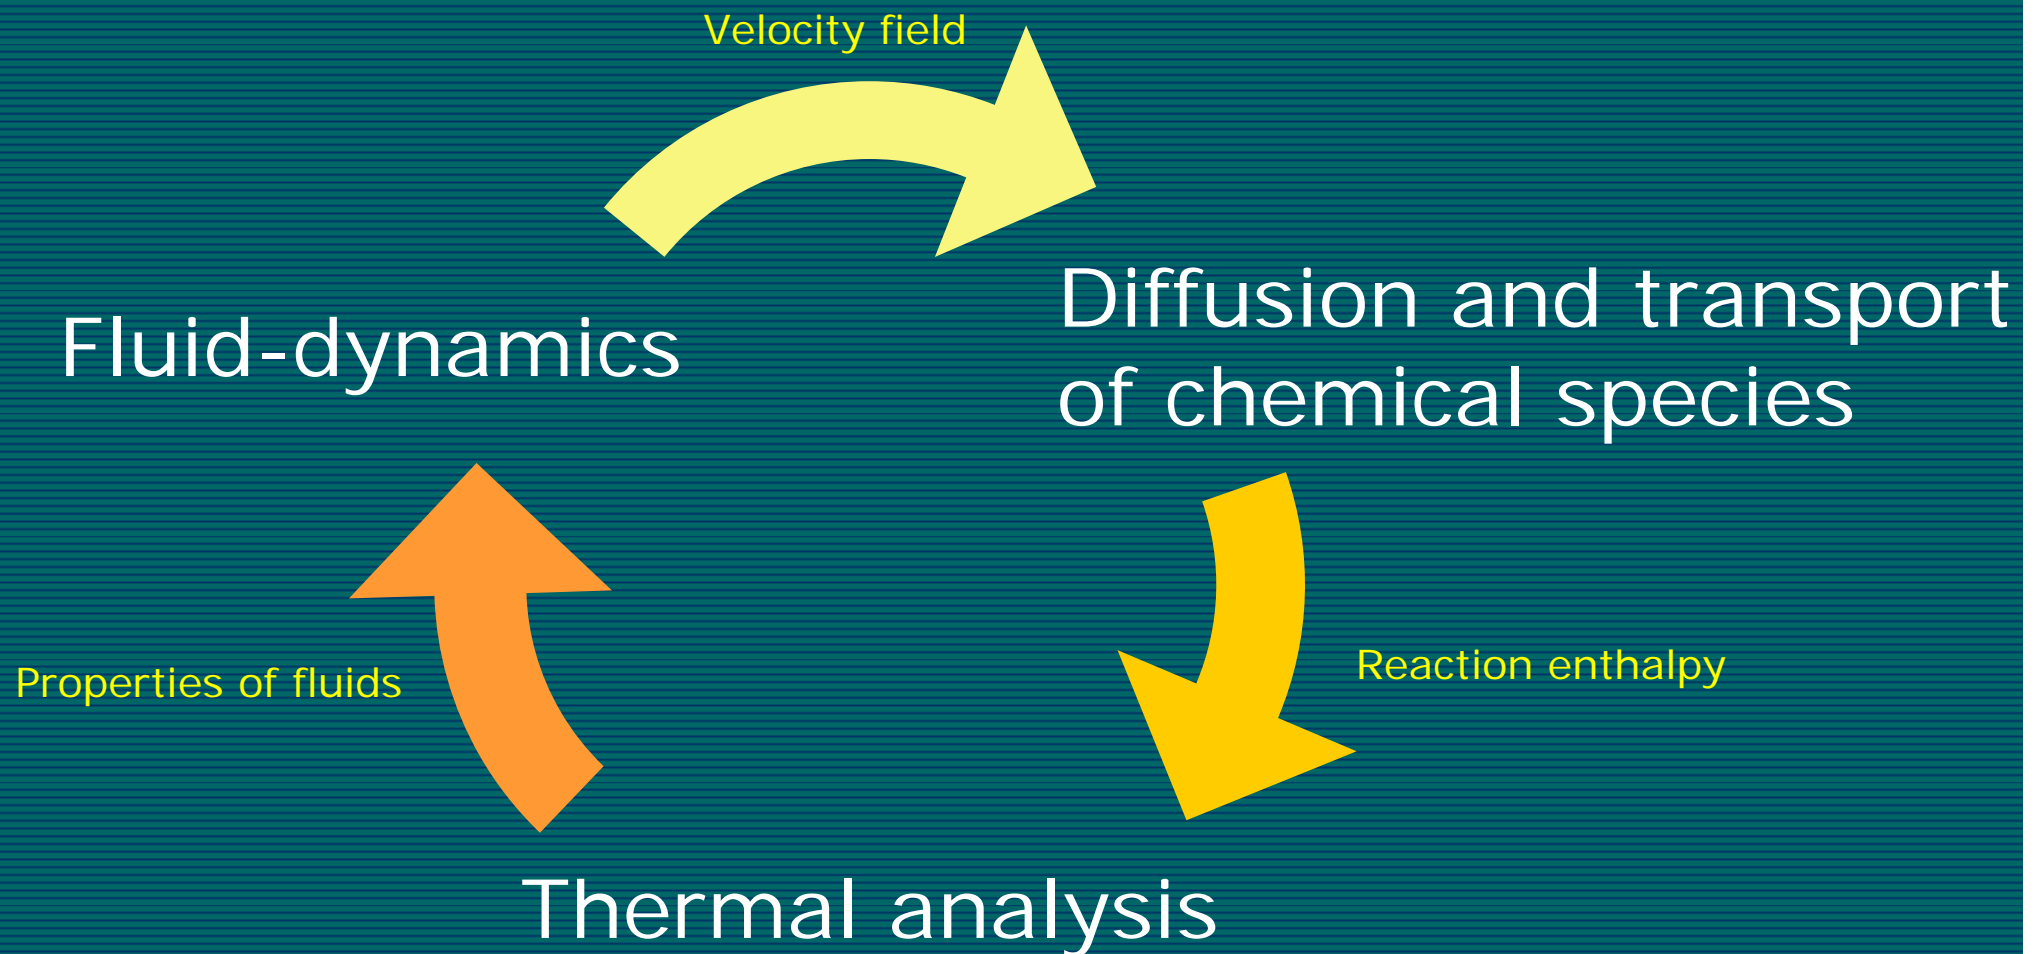 Velocity field
Fluid-dynamics
Diffusion and transport
of chemical species
Properties of fluids
Reaction enthalpy
Thermal analysis